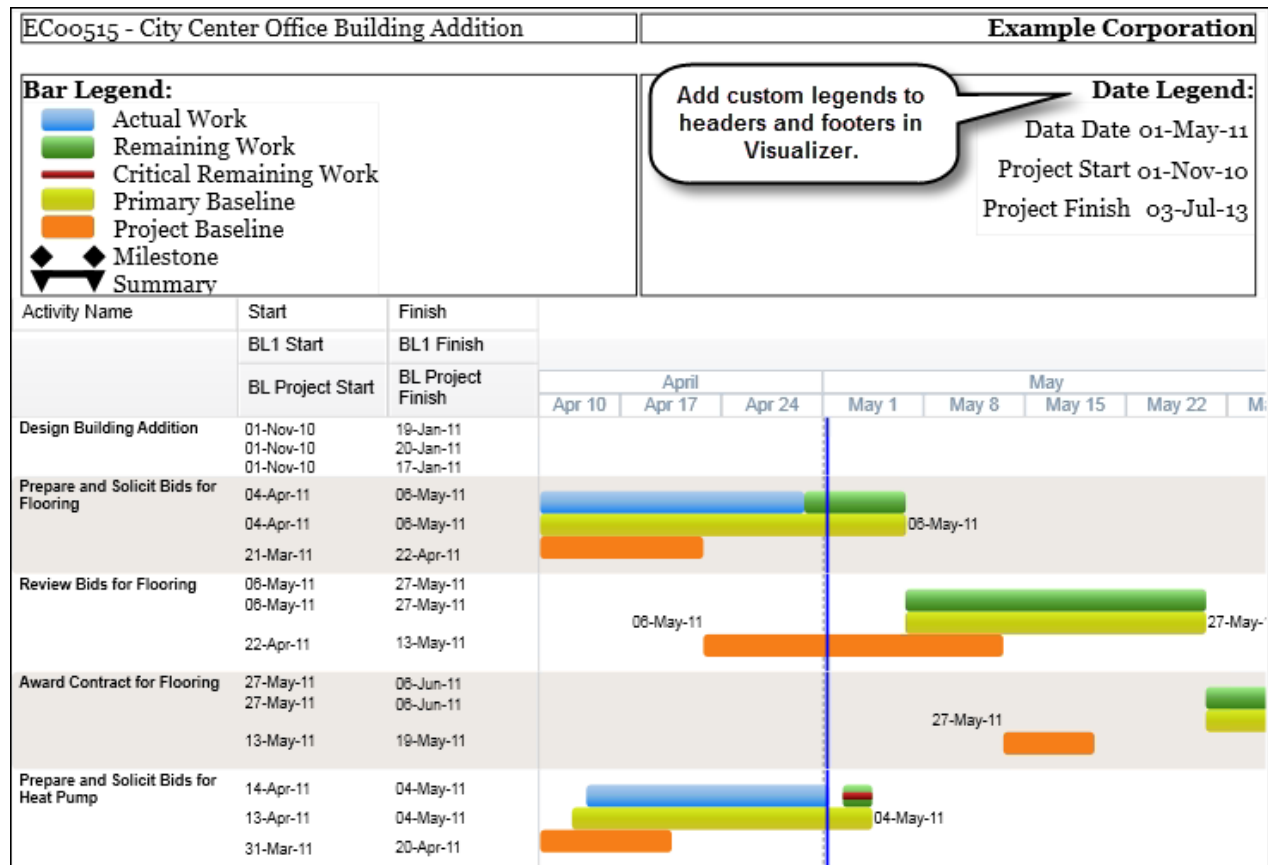 EC00515 - City Center Office Building Addition
Example Corporation
Bar Legend:
Actual Work
Remaining Work
Critical Remaining Work
Primary Baseline
Project Baseline
Milestone
Summary
Add custom legends to
headers and footers in
Visualizer.
Date Legend:
Data Date 01-May-11
Project Start 01-Nov-10
Project Finish 03-Jul-13
Activity Name Start Finish
BL1 Start BL1 Finish
BL Project Start BL Project
Finish
April May
Apr 10 Apr 17 Apr 24 May 1 May 8 May 15 May 22 M
Design Building Addition 01-Nov-10 19-Jan-11
01-Nov-10 20-Jan-11
01-Nov-10 17-Jan-11
Prepare and Solicit Bids for
Flooring
04-Apr-11 06-May-11
04-Apr-11 06-May-11 06-May-11
21-Mar-11 22-Apr-11
Review Bids for Flooring 06-May-11 27-May-11
06-May-11 27-May-11
06-May-11 27-May-
22-Apr-11 13-May-11
Award Contract for Flooring 27-May-11 06-Jun-11
27-May-11 06-Jun-11
27-May-11
13-May-11 19-May-11
Prepare and Solicit Bids for
Heat Pump
14-Apr-11 04-May-11
13-Apr-11 04-May-11 04-May-11
31-Mar-11 20-Apr-11